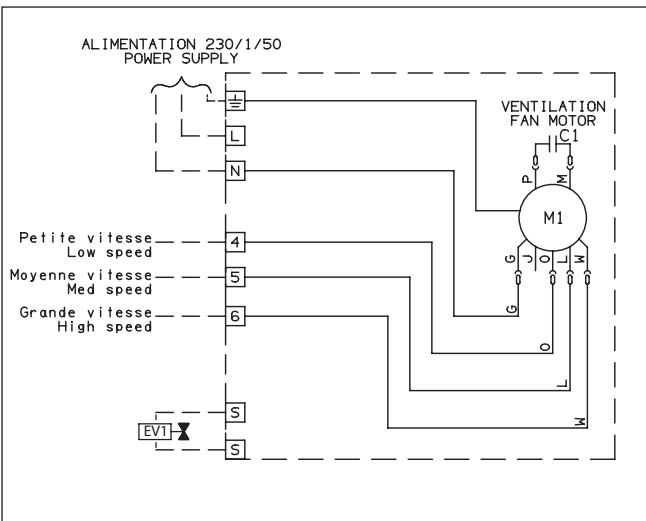 ALIMENTATION 230/1/50
POWER SUPPLY
L
N
VENTILATION
FAN MOTOR
C1
P
M
M1
G
J
O
L
W
Petite vitesse
Low speed
4
Moyenne vitesse
Med speed
5
Grande vitesse
High speed
6
G
O
L
W
S
EV1
S